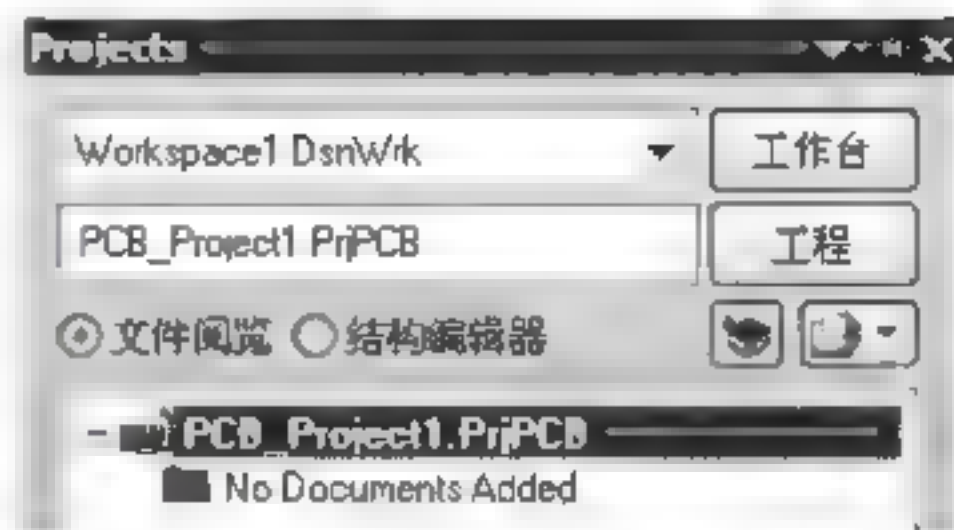 Projects
Workspace1 DsnWrk 工作台
PCB_Project1 PrjPCB 工程
文件阅览 结构编辑器
PCB_Project1.PrjPCB
No Documents Added